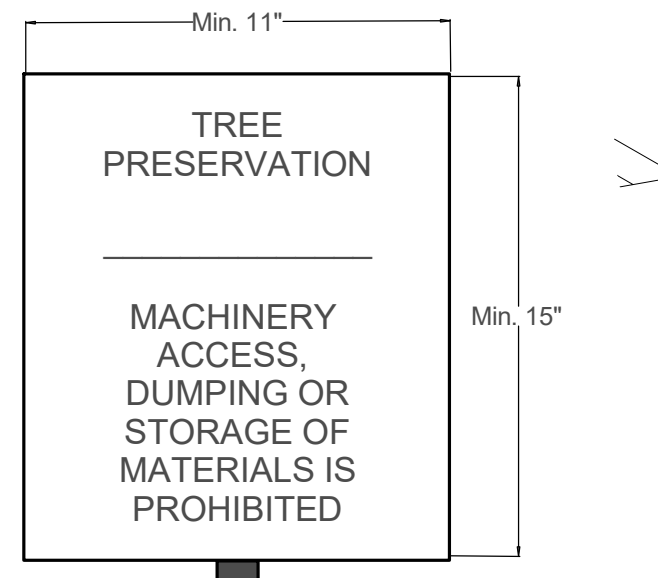 Min. 11"
TREE
PRESERVATION
MACHINERY
ACCESS,
DUMPING OR
STORAGE OF
MATERIALS IS
PROHIBITED
Min. 15"